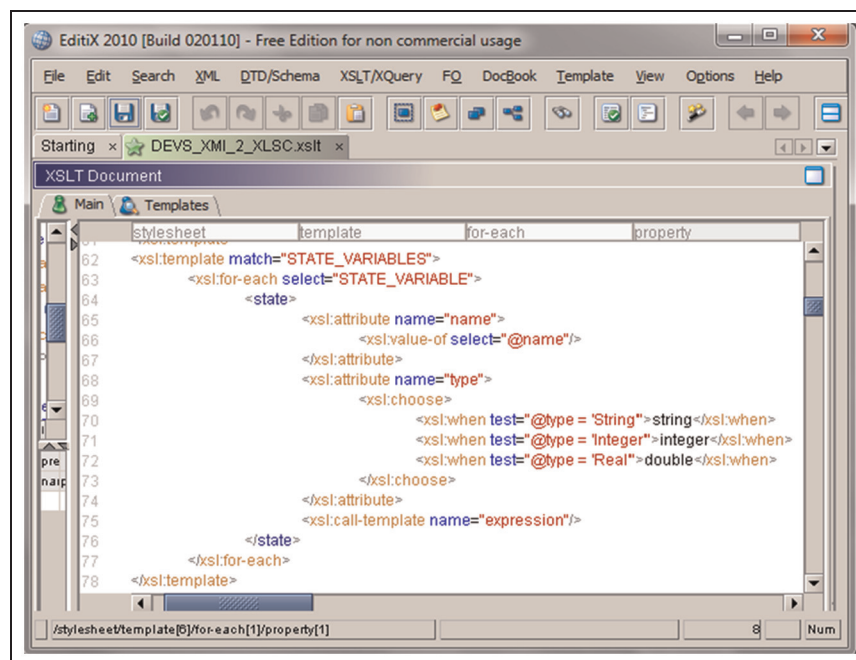 EditiX 2010 [Build 020110] - Free Edition for non commercial usage
File Edit Search XML DTD/Schema XSLT/XQuery FO DocBook Template View Options Help
Starting × DEVS_XMI_2_XLSC.xslt ×
XSLT Document
Main Templates
stylesheet template for-each property
62 <xsl:template match="STATE_VARIABLES">
63 <xsl:for-each select="STATE_VARIABLE">
64 <state>
65 <xsl:attribute name="name">
66 <xsl:value-of select="@name"/>
67 </xsl:attribute>
68 <xsl:attribute name="type">
69 <xsl:choose>
70 <xsl:when test="@type = 'String'">string</xsl:when>
71 <xsl:when test="@type = 'Integer'">integer</xsl:when>
72 <xsl:when test="@type = 'Real'">double</xsl:when>
73 </xsl:choose>
74 </xsl:attribute>
75 <xsl:call-template name="expression"/>
76 </state>
77 </xsl:for-each>
78 </xsl:template>
pre
/stylesheet/template[6]/for-each[1]/property[1] 8 Num